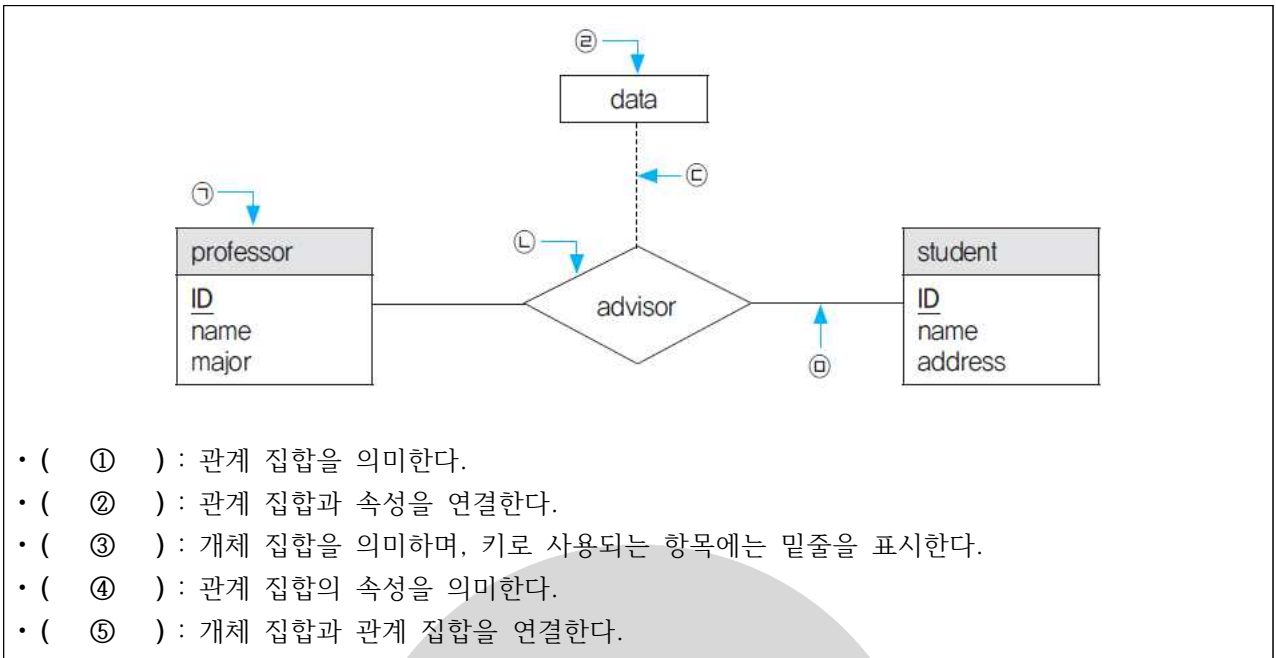 ㉣
data
㉢
㉠
professor
ID
name
major
㉡
advisor
㉤
student
ID
name
address
• ( ① ) : 관계 집합을 의미한다.
• ( ② ) : 관계 집합과 속성을 연결한다.
• ( ③ ) : 개체 집합을 의미하며, 키로 사용되는 항목에는 밑줄을 표시한다.
• ( ④ ) : 관계 집합의 속성을 의미한다.
• ( ⑤ ) : 개체 집합과 관계 집합을 연결한다.